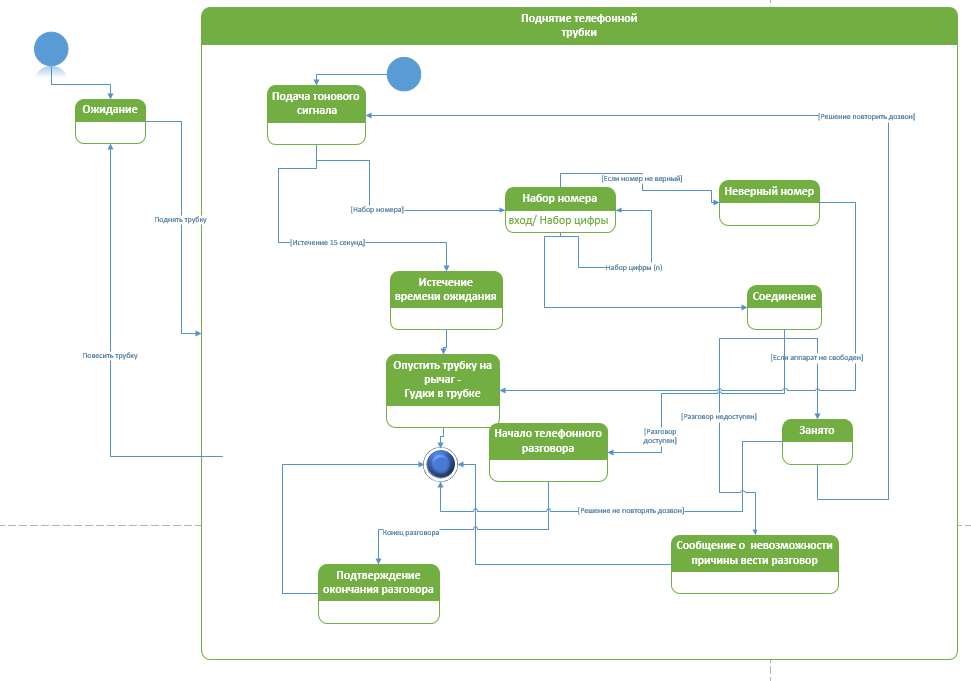 Поднятие телефонной
трубки
Подача тонового
сигнала
Ожидание
[Решение повторить дозвон]
[Если номер не верный]
Неверный номер
Набор номера
вход/ Набор цифры
[Набор номера]
Поднять трубку
[Истечение 15 секунд]
Набор цифры (n)
Истечение
времени ожидания
Соединение
Повесить трубку
[Если аппарат не свободен]
Опустить трубку на
рычаг -
Гудки в трубке
[Разговор недоступен]
[Разговор
доступен]
Начало телефонного
разговора
Занято
[Решение не повторять дозвон]
Конец разговора
Сообщение о невозможности
причины вести разговор
Подтверждение
окончания разговора